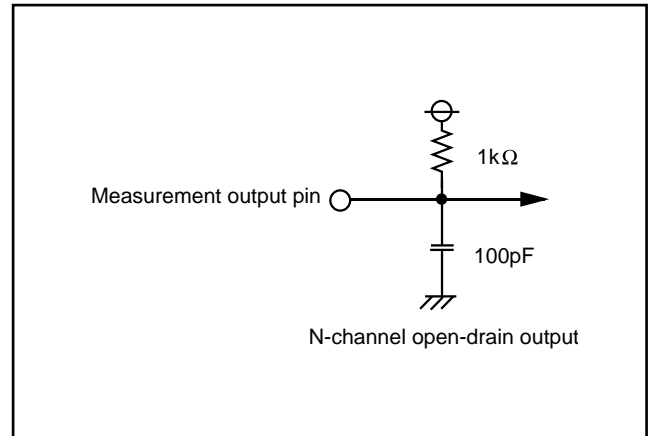 1kΩ
Measurement output pin
100pF
N-channel open-drain output